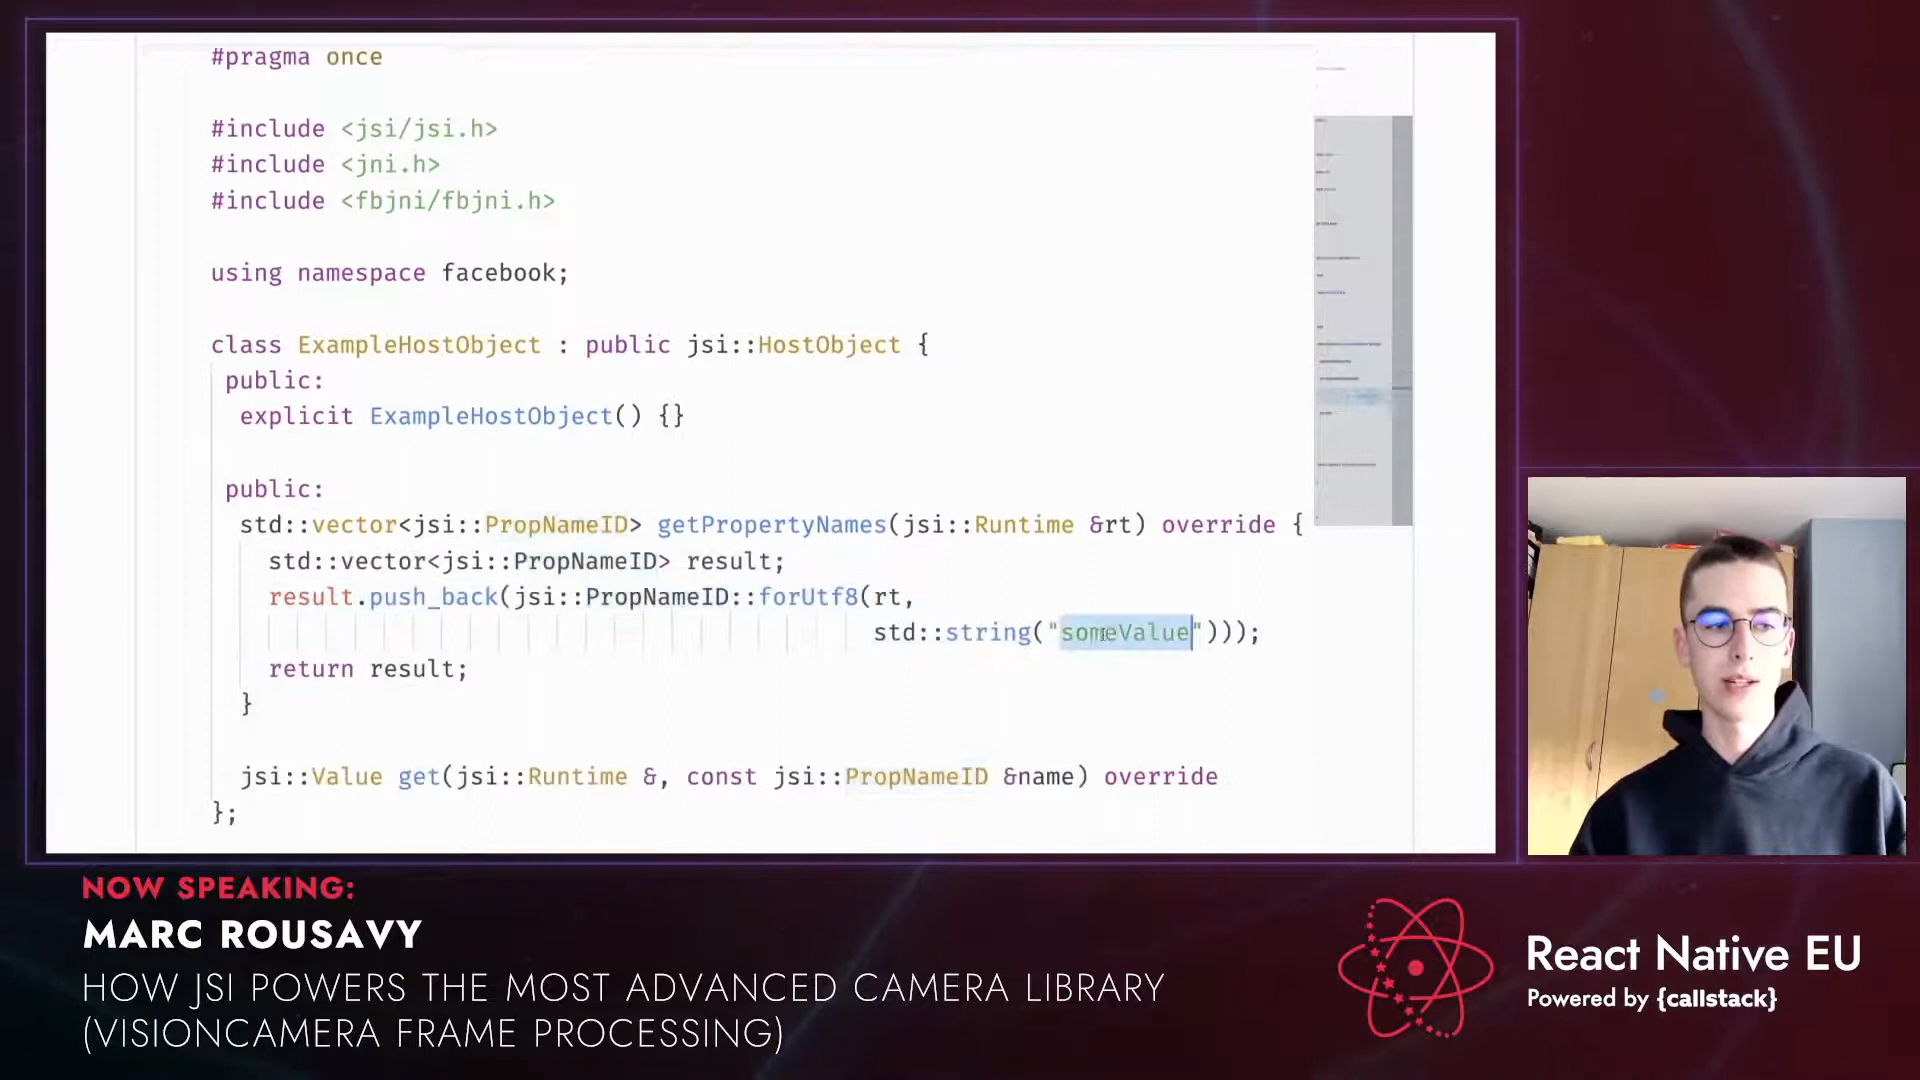 #pragma once
#include <jsi/jsi.h>
#include <jni.h>
#include <fbjni/fbjni.h>
using namespace facebook;
class ExampleHostObject : public jsi::HostObject {
public:
explicit ExampleHostObject() {}
public:
std::vector<jsi::PropNameID> getPropertyNames(jsi::Runtime &rt) override {
std::vector<jsi::PropNameID> result;
result.push_back(jsi::PropNameID::forUtf8(rt,
std::string("someValue")));
return result;
}
jsi::Value get(jsi::Runtime &, const jsi::PropNameID &name) override
};
NOW SPEAKING:
MARC ROUSAVY
HOW JSI POWERS THE MOST ADVANCED CAMERA LIBRARY
(VISIONCAMERA FRAME PROCESSING)
React Native EU
Powered by {callstack}